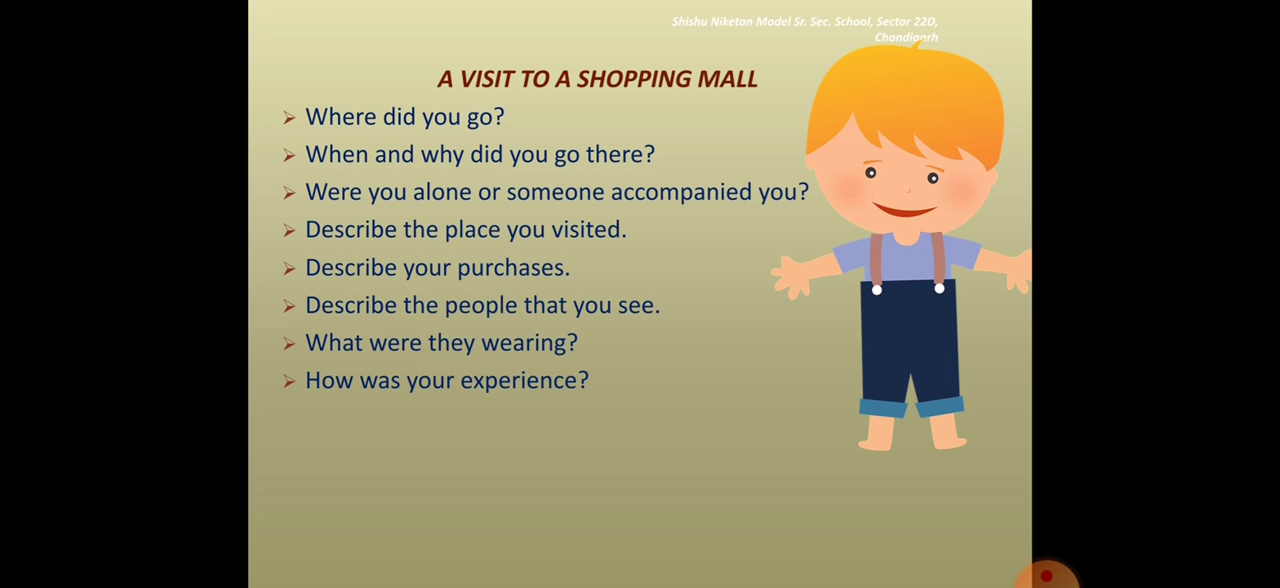 Shishu Niketan Model Sr. Sec. School, Sector 22D,
Chandigarh
A VISIT TO A SHOPPING MALL
➢ Where did you go?
➢ When and why did you go there?
➢ Were you alone or someone accompanied you?
➢ Describe the place you visited.
➢ Describe your purchases.
➢ Describe the people that you see.
➢ What were they wearing?
➢ How was your experience?